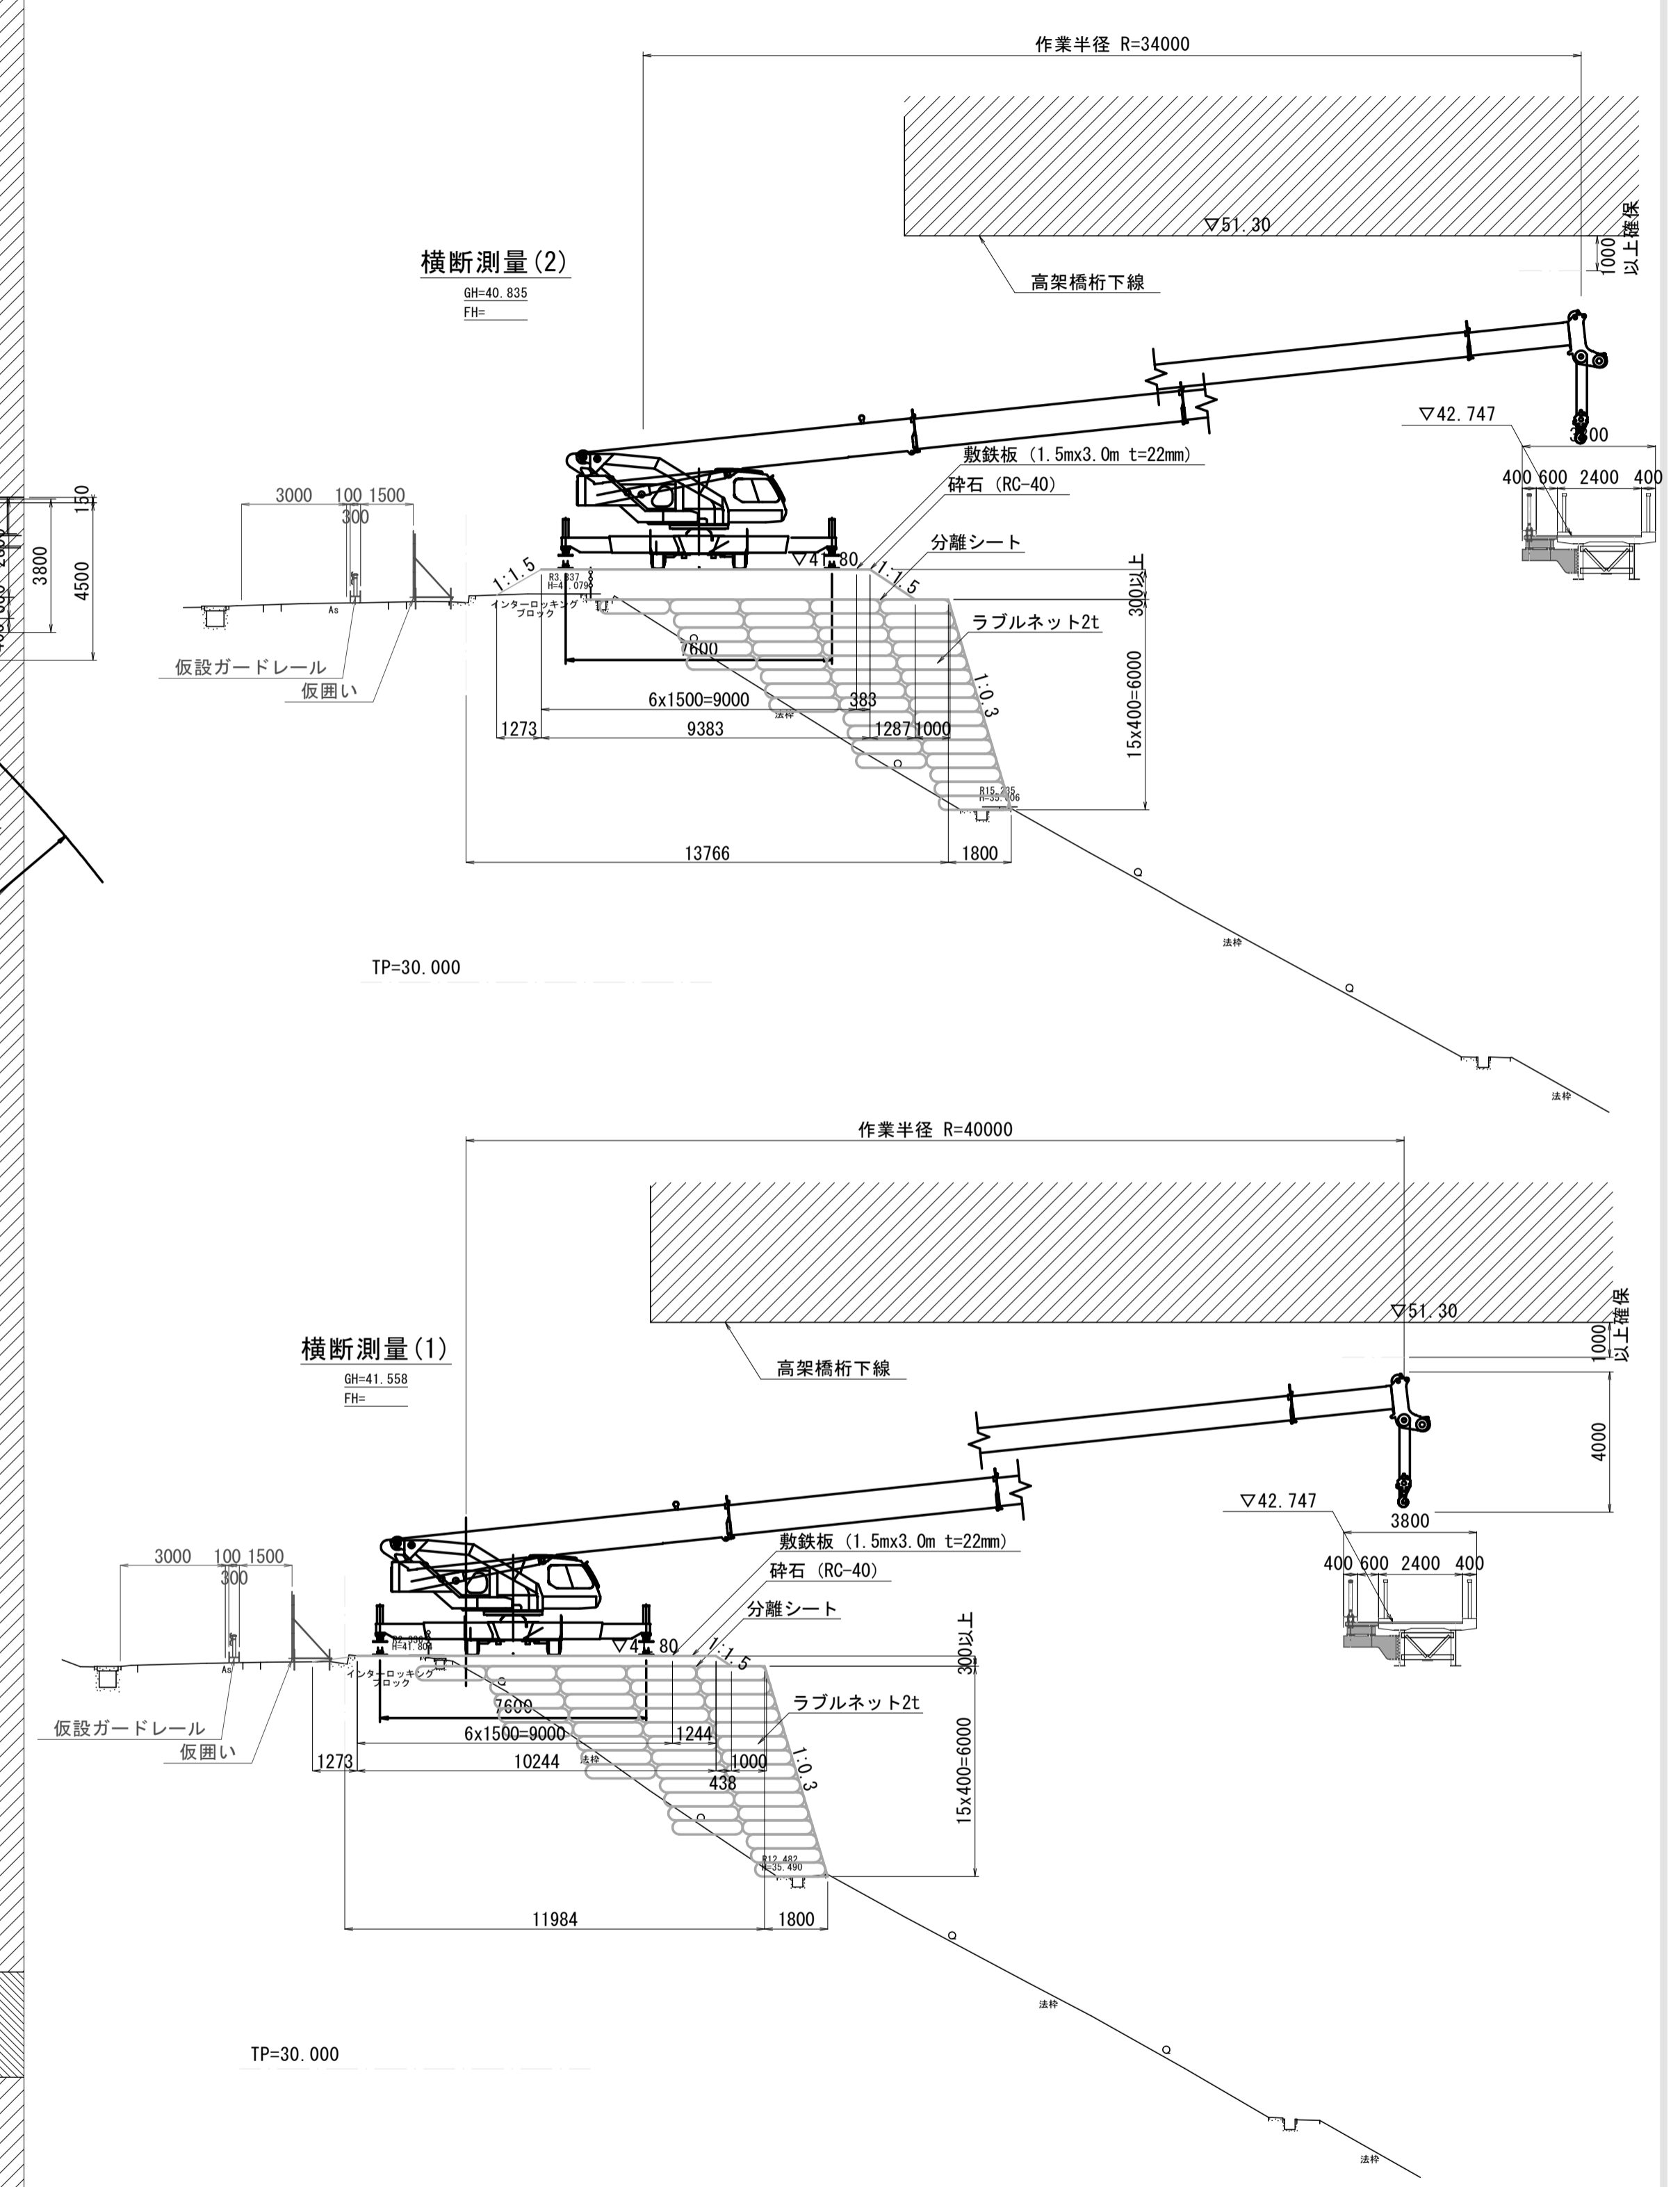 作業半径 R=34000
▽51.30
1000
以上確保
高架橋桁下線
横断測量(2)
GH=40.835
FH=
▽42.747
400 600 2400 400
敷鉄板 (1.5mx3.0m t=22mm)
砕石 (RC-40)
分離シート
3000 100 1500
300
150
3800
4500
1:1.5
1:1.5
300以上
As
インターロッキング
ブロック
ラブルネット2t
仮設ガードレール
仮囲い
7600
1:0.3
15x400=6000
6x1500=9000 383
法枠
1273 9383 1287 1000
13766 1800
法枠
TP=30.000
法枠
作業半径 R=40000
▽51.30
1000
以上確保
高架橋桁下線
横断測量(1)
GH=41.558
FH=
4000
▽42.747
3800
400 600 2400 400
敷鉄板 (1.5mx3.0m t=22mm)
砕石 (RC-40)
分離シート
3000 100 1500
300
1:1.5
300以上
As
インターロッキング
ブロック
ラブルネット2t
仮設ガードレール
仮囲い
7600
6x1500=9000 1244
1:0.3
15x400=6000
法枠
1273 10244 1000
438
R12.482
H=35.490
11984 1800
法枠
TP=30.000
法枠